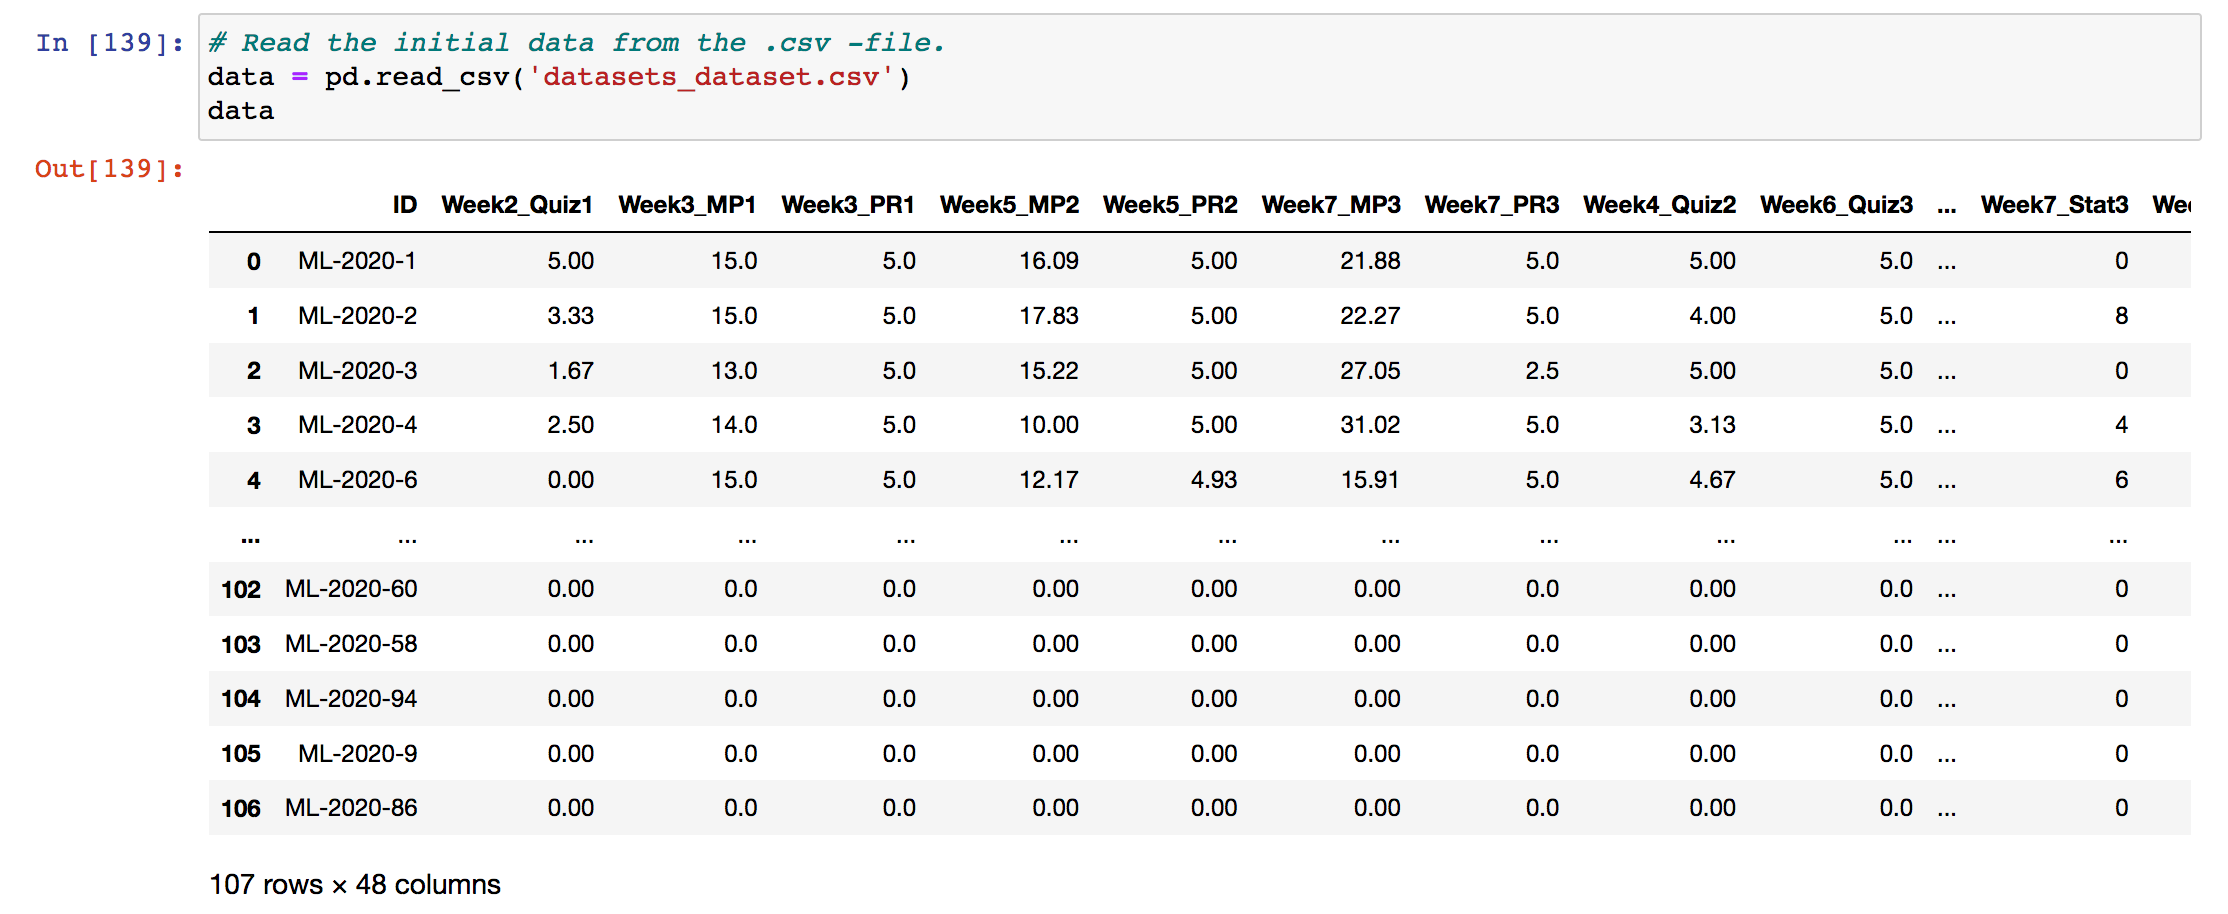 In [139]: # Read the initial data from the .csv -file.
data = pd.read_csv('datasets_dataset.csv')
data
Out[139]:
ID Week2_Quiz1 Week3_MP1 Week3_PR1 Week5_MP2 Week5_PR2 Week7_MP3 Week7_PR3 Week4_Quiz2 Week6_Quiz3 ... Week7_Stat3
0 ML-2020-1 5.00 15.0 5.0 16.09 5.00 21.88 5.0 5.00 5.0 ... 0
1 ML-2020-2 3.33 15.0 5.0 17.83 5.00 22.27 5.0 4.00 5.0 ... 8
2 ML-2020-3 1.67 13.0 5.0 15.22 5.00 27.05 2.5 5.00 5.0 ... 0
3 ML-2020-4 2.50 14.0 5.0 10.00 5.00 31.02 5.0 3.13 5.0 ... 4
4 ML-2020-6 0.00 15.0 5.0 12.17 4.93 15.91 5.0 4.67 5.0 ... 6
... ... ... ... ... ... ... ... ... ... ... ... ...
102 ML-2020-60 0.00 0.0 0.0 0.00 0.00 0.00 0.0 0.00 0.0 ... 0
103 ML-2020-58 0.00 0.0 0.0 0.00 0.00 0.00 0.0 0.00 0.0 ... 0
104 ML-2020-94 0.00 0.0 0.0 0.00 0.00 0.00 0.0 0.00 0.0 ... 0
105 ML-2020-9 0.00 0.0 0.0 0.00 0.00 0.00 0.0 0.00 0.0 ... 0
106 ML-2020-86 0.00 0.0 0.0 0.00 0.00 0.00 0.0 0.00 0.0 ... 0
107 rows × 48 columns